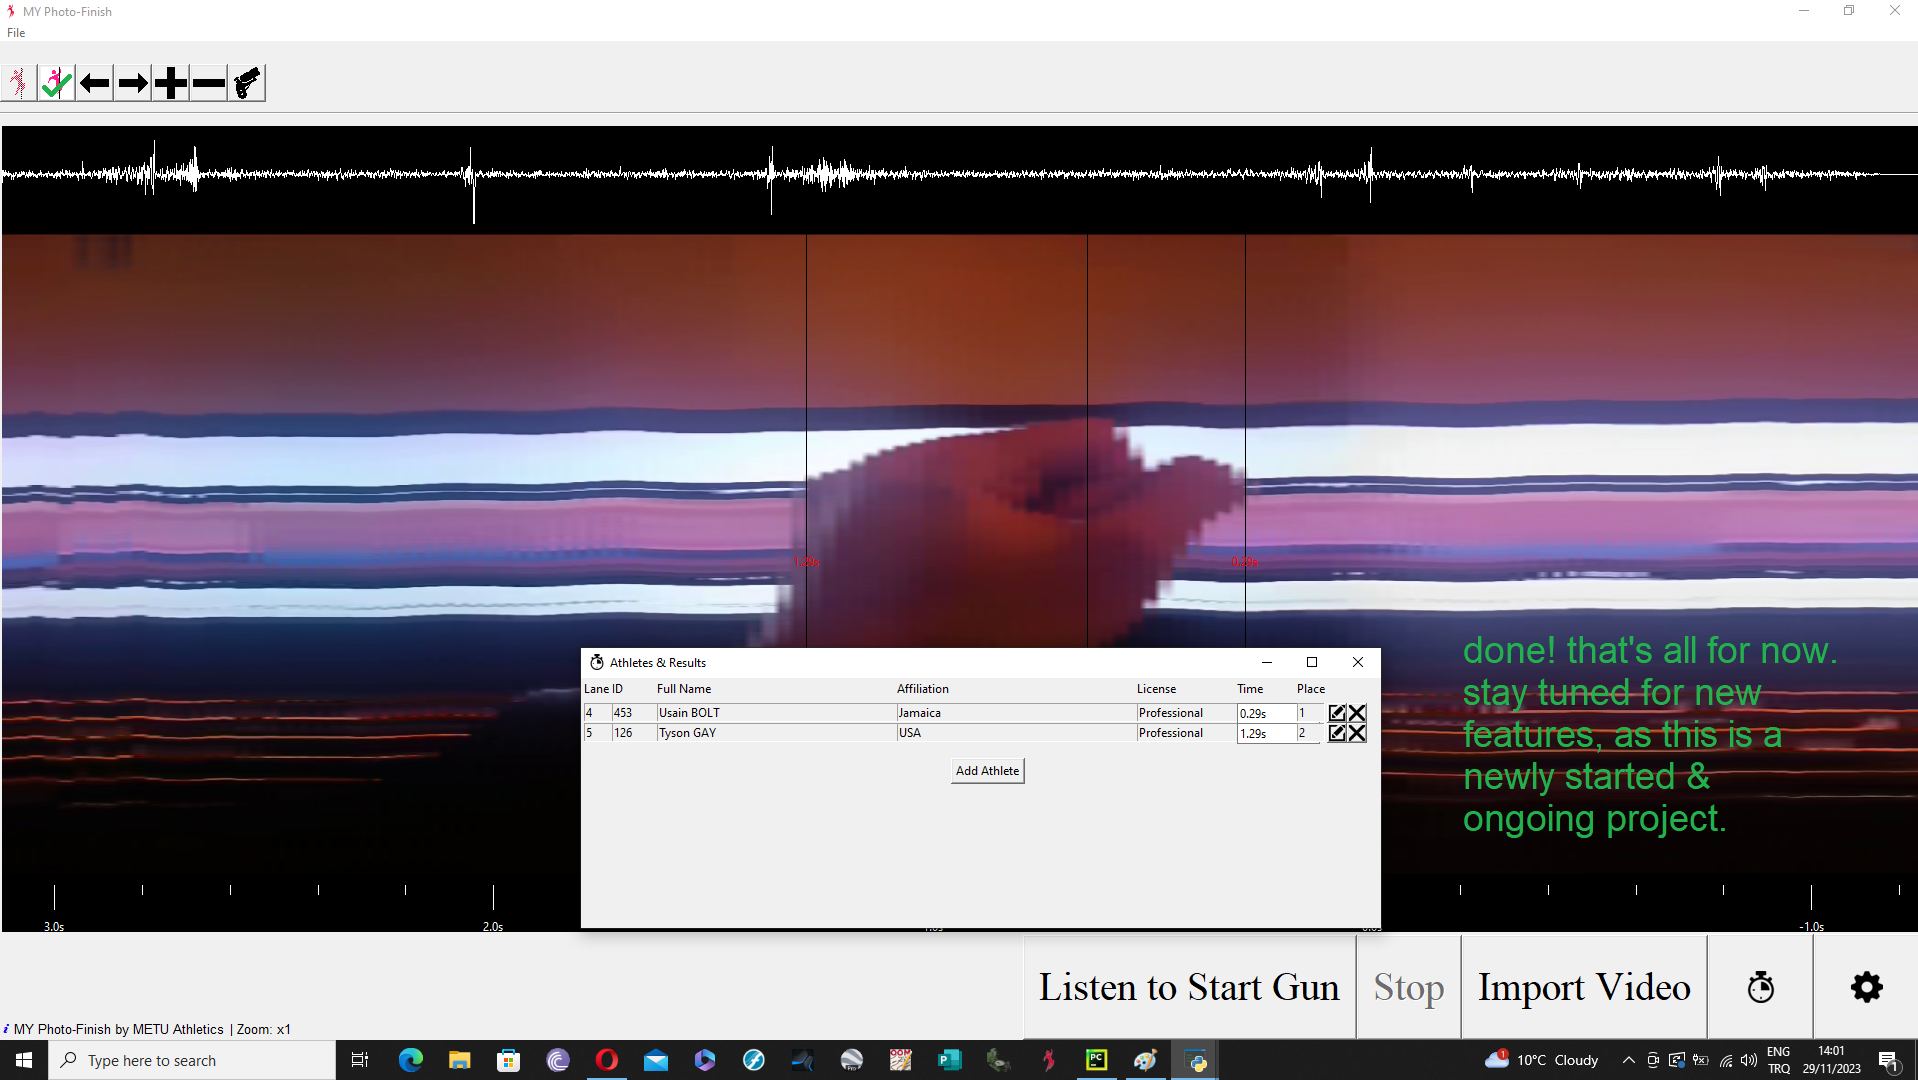 MY Photo-Finish
File
1.29s
0.29s
done! that's all for now.
stay tuned for new
features, as this is a
newly started &
ongoing project.
Athletes & Results
Lane ID Full Name Affiliation License Time Place
4 453 Usain BOLT Jamaica Professional 0.29s 1
5 126 Tyson GAY USA Professional 1.29s 2
Add Athlete
3.0s 2.0s -1.0s
Listen to Start Gun Stop Import Video
i MY Photo-Finish by METU Athletics | Zoom: x1
Type here to search
PC
1 10°C Cloudy
ENG
TRQ
14:01
29/11/2023
1